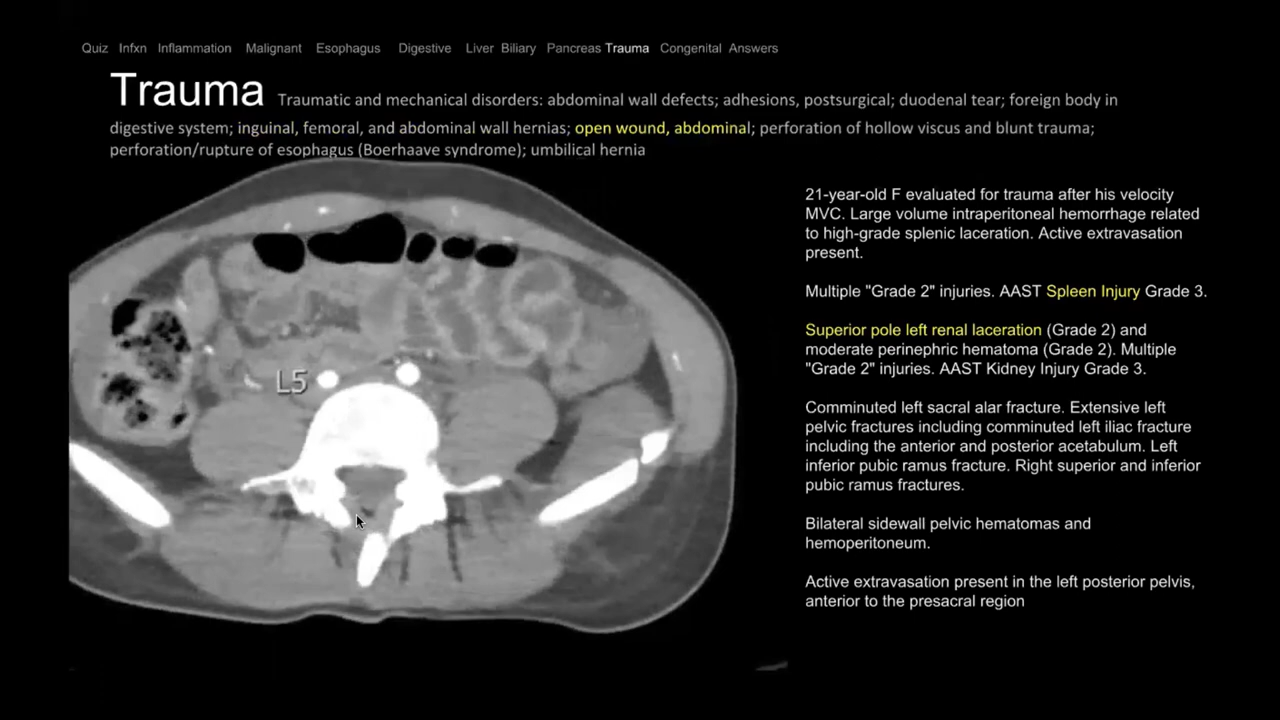 Quiz Infxn Inflammation Malignant Esophagus Digestive Liver Biliary Pancreas Trauma Congenital Answers
Trauma Traumatic and mechanical disorders: abdominal wall defects; adhesions, postsurgical; duodenal tear; foreign body in
digestive system; inguinal, femoral, and abdominal wall hernias; open wound, abdominal; perforation of hollow viscus and blunt trauma;
perforation/rupture of esophagus (Boerhaave syndrome); umbilical hernia
21-year-old F evaluated for trauma after his velocity
MVC. Large volume intraperitoneal hemorrhage related
to high-grade splenic laceration. Active extravasation
present.
Multiple "Grade 2" injuries. AAST Spleen Injury Grade 3.
Superior pole left renal laceration (Grade 2) and
moderate perinephric hematoma (Grade 2). Multiple
"Grade 2" injuries. AAST Kidney Injury Grade 3.
Comminuted left sacral alar fracture. Extensive left
pelvic fractures including comminuted left iliac fracture
including the anterior and posterior acetabulum. Left
inferior pubic ramus fracture. Right superior and inferior
pubic ramus fractures.
Bilateral sidewall pelvic hematomas and
hemoperitoneum.
Active extravasation present in the left posterior pelvis,
anterior to the presacral region
L5